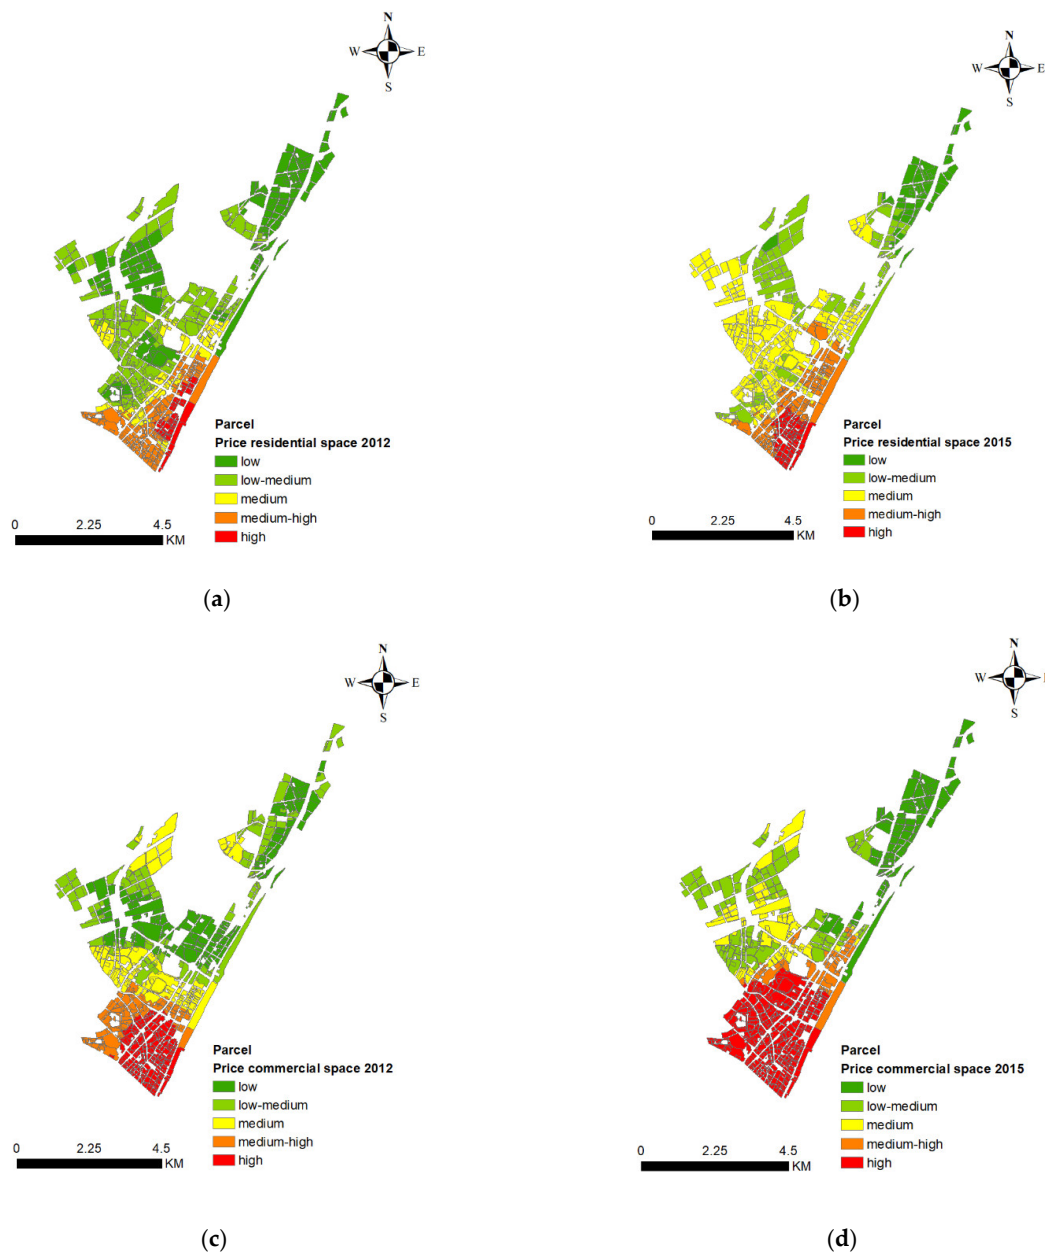 N
W E
S
Parcel
Price residential space 2012
low
low-medium
medium
medium-high
high
0 2.25 4.5
KM
(a)
N
W E
S
Parcel
Price residential space 2015
low
low-medium
medium
medium-high
high
0 2.25 4.5
KM
(b)
N
W E
S
Parcel
Price commercial space 2012
low
low-medium
medium
medium-high
high
0 2.25 4.5
KM
(c)
N
W
S
Parcel
Price commercial space 2015
low
low-medium
medium
medium-high
high
0 2.25 4.5
KM
(d)